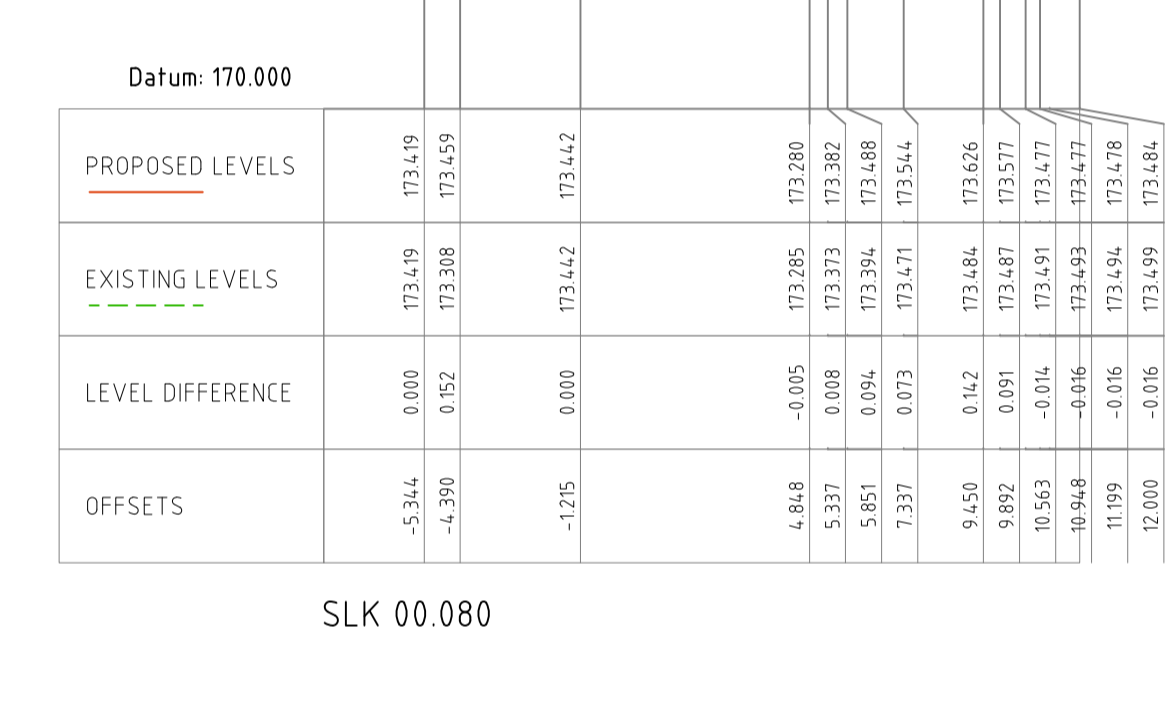 Datum: 170.000
PROPOSED LEVELS 173.419 173.459 173.442 173.280 173.382 173.488 173.544 173.626 173.577 173.477 173.477 173.478 173.484
EXISTING LEVELS 173.419 173.308 173.442 173.285 173.373 173.394 173.471 173.484 173.487 173.491 173.493 173.494 173.499
LEVEL DIFFERENCE 0.000 0.152 0.000 -0.005 0.008 0.094 0.073 0.142 0.091 -0.014 -0.016 -0.016 -0.016
OFFSETS -5.344 -4.390 -1.215 4.848 5.337 5.851 7.337 9.450 9.892 10.563 10.948 11.199 12.000
SLK 00.080